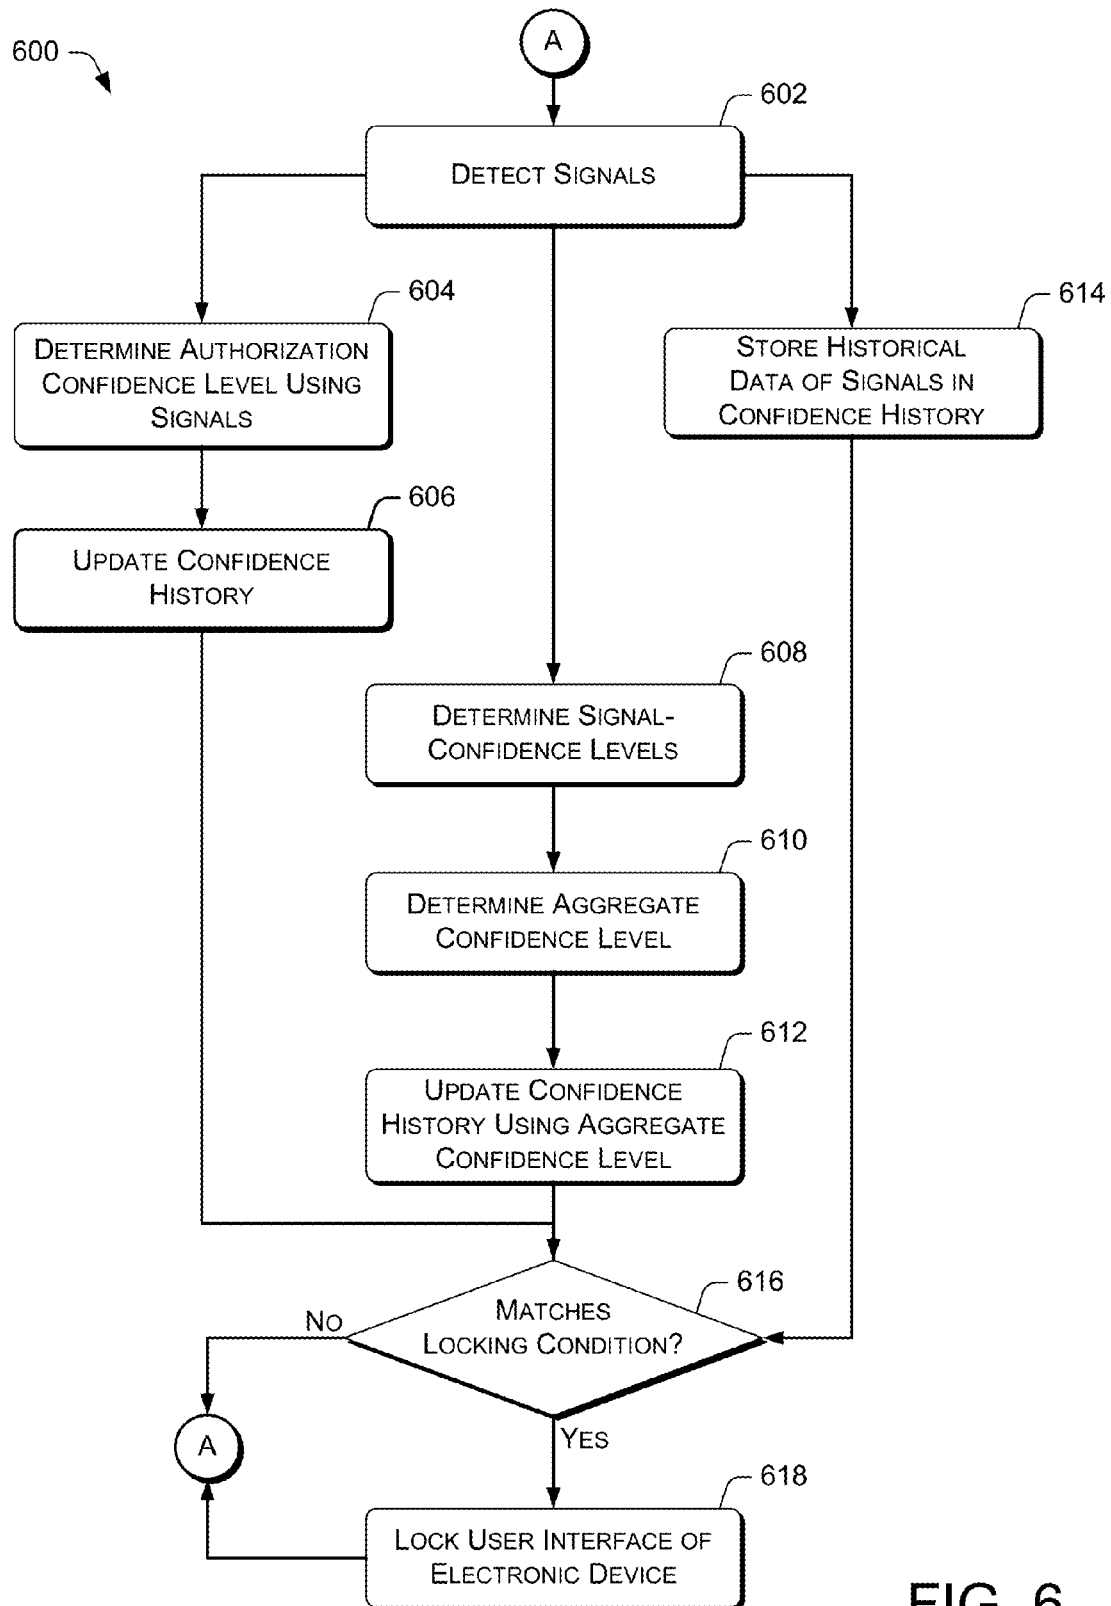 600
A
602
DETECT SIGNALS
604
DETERMINE AUTHORIZATION
CONFIDENCE LEVEL USING
SIGNALS
614
STORE HISTORICAL
DATA OF SIGNALS IN
CONFIDENCE HISTORY
606
UPDATE CONFIDENCE
HISTORY
608
DETERMINE SIGNAL-
CONFIDENCE LEVELS
610
DETERMINE AGGREGATE
CONFIDENCE LEVEL
612
UPDATE CONFIDENCE
HISTORY USING AGGREGATE
CONFIDENCE LEVEL
616
MATCHES
LOCKING CONDITION?
NO
YES
A
618
LOCK USER INTERFACE OF
ELECTRONIC DEVICE
FIG. 6